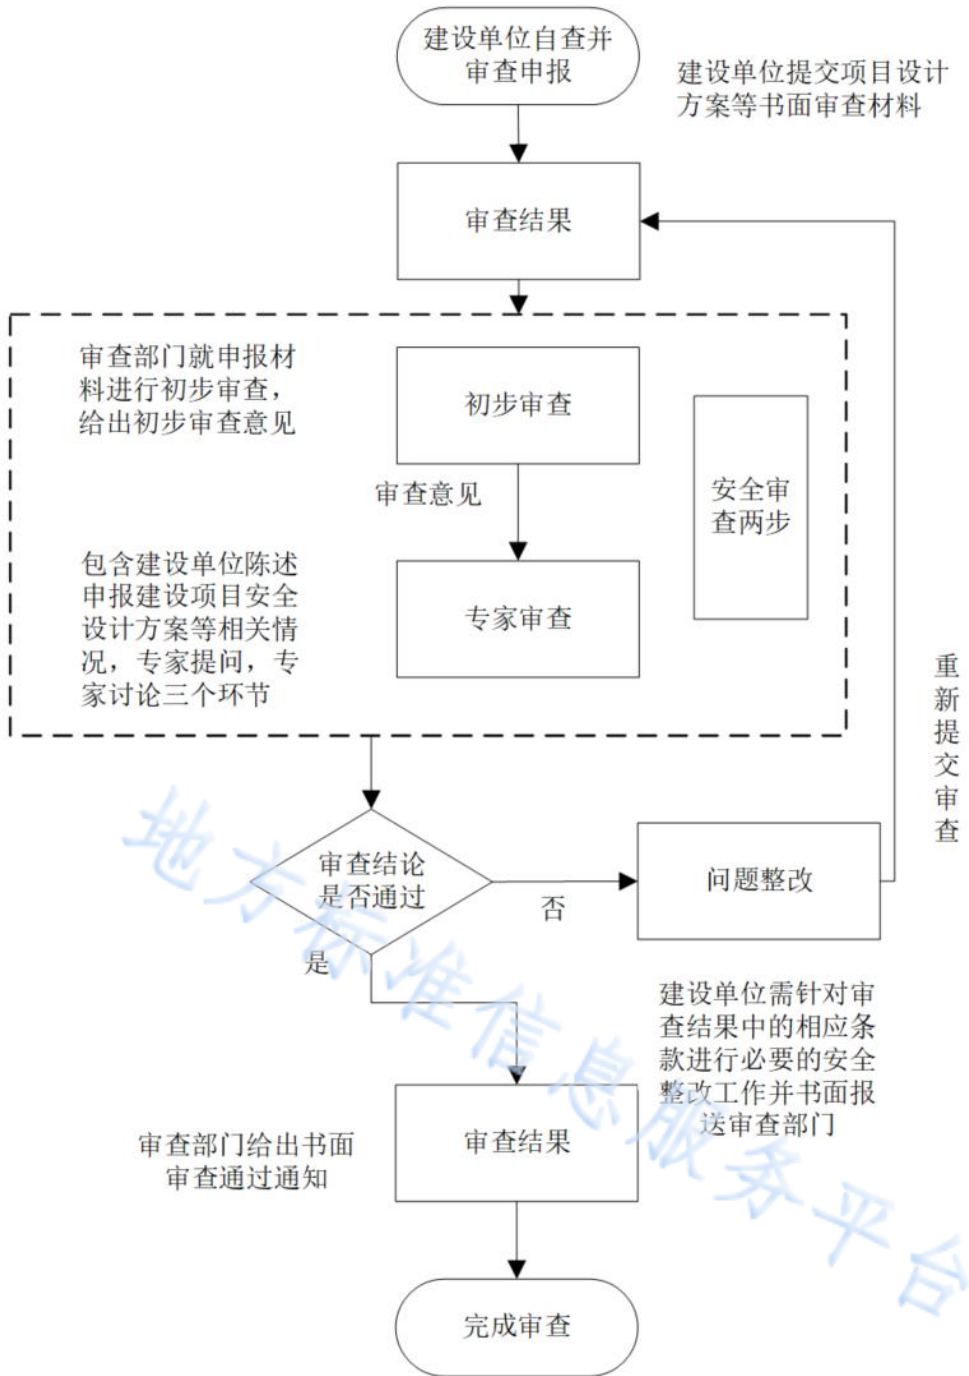 建设单位自查并
审查申报
建设单位提交项目设计
方案等书面审查材料
审查结果
审查部门就申报材
料进行初步审查，
给出初步审查意见
初步审查
安全审
查两步
审查意见
包含建设单位陈述
申报建设项目安全
设计方案等相关情
况，专家提问，专
家讨论三个环节
专家审查
重新提交审查
审查结论
是否通过
否
问题整改
是
建设单位需针对审
查结果中的相应条
款进行必要的安全
整改工作并书面报
送审查部门
审查部门给出书面
审查通过通知
审查结果
完成审查
地方标准信息服务平台